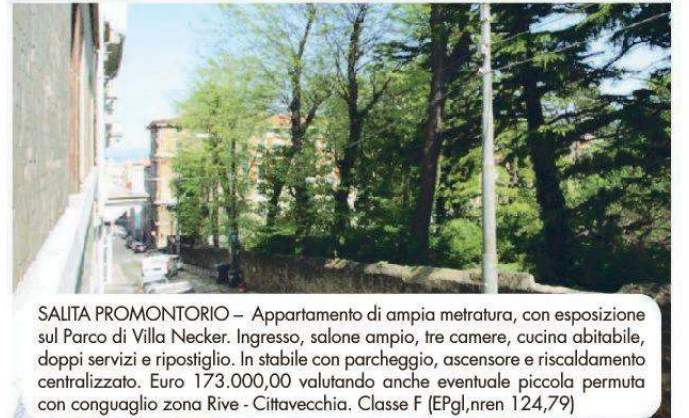 SALITA PROMONTORIO – Appartamento di ampia metratura, con esposizione
sul Parco di Villa Necker. Ingresso, salone ampio, tre camere, cucina abitabile,
doppi servizi e ripostiglio. In stabile con parcheggio, ascensore e riscaldamento
centralizzato. Euro 173.000,00 valutando anche eventuale piccola permuta
con conguaglio zona Rive - Cittavecchia. Classe F (EPgl,nren 124,79)